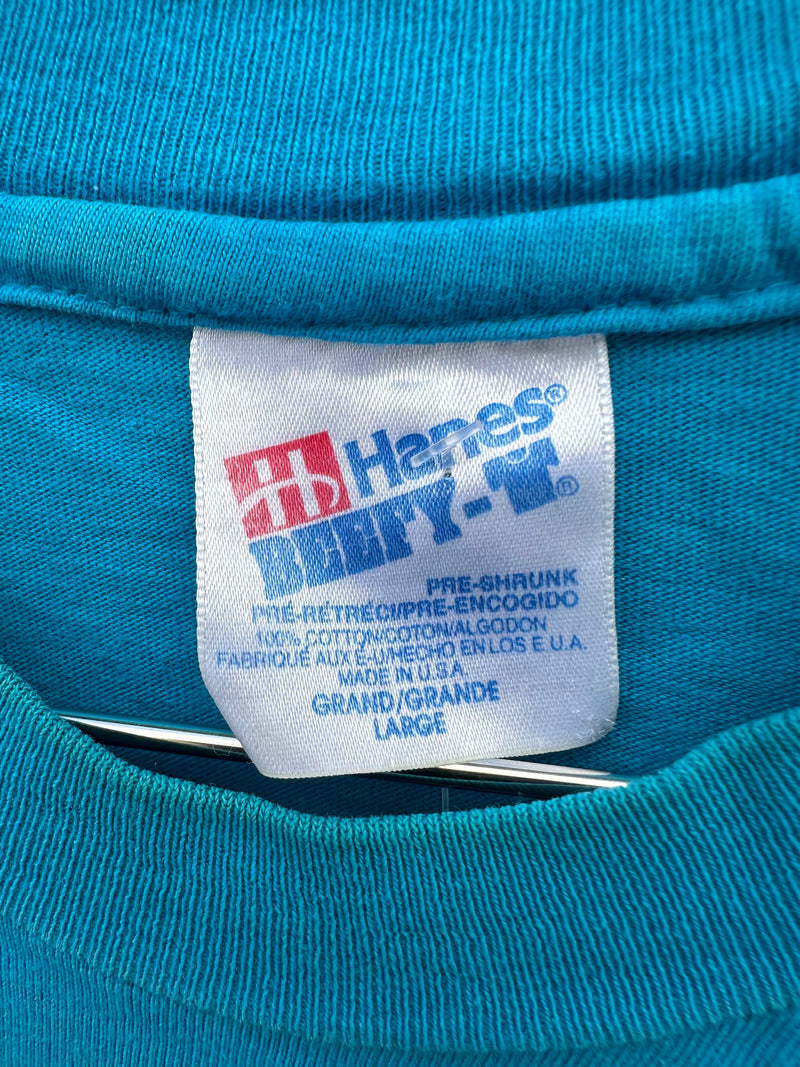 Hanes®
BEEFY-T®
PRE-SHRUNK
PRÉ-RÉTRÉCI/PRE-ENCOGIDO
100% COTTON/COTON/ALGODON
FABRIQUÉ AUX É-U/HECHO EN LOS E.U.A.
MADE IN U.S.A.
GRAND/GRANDE
LARGE